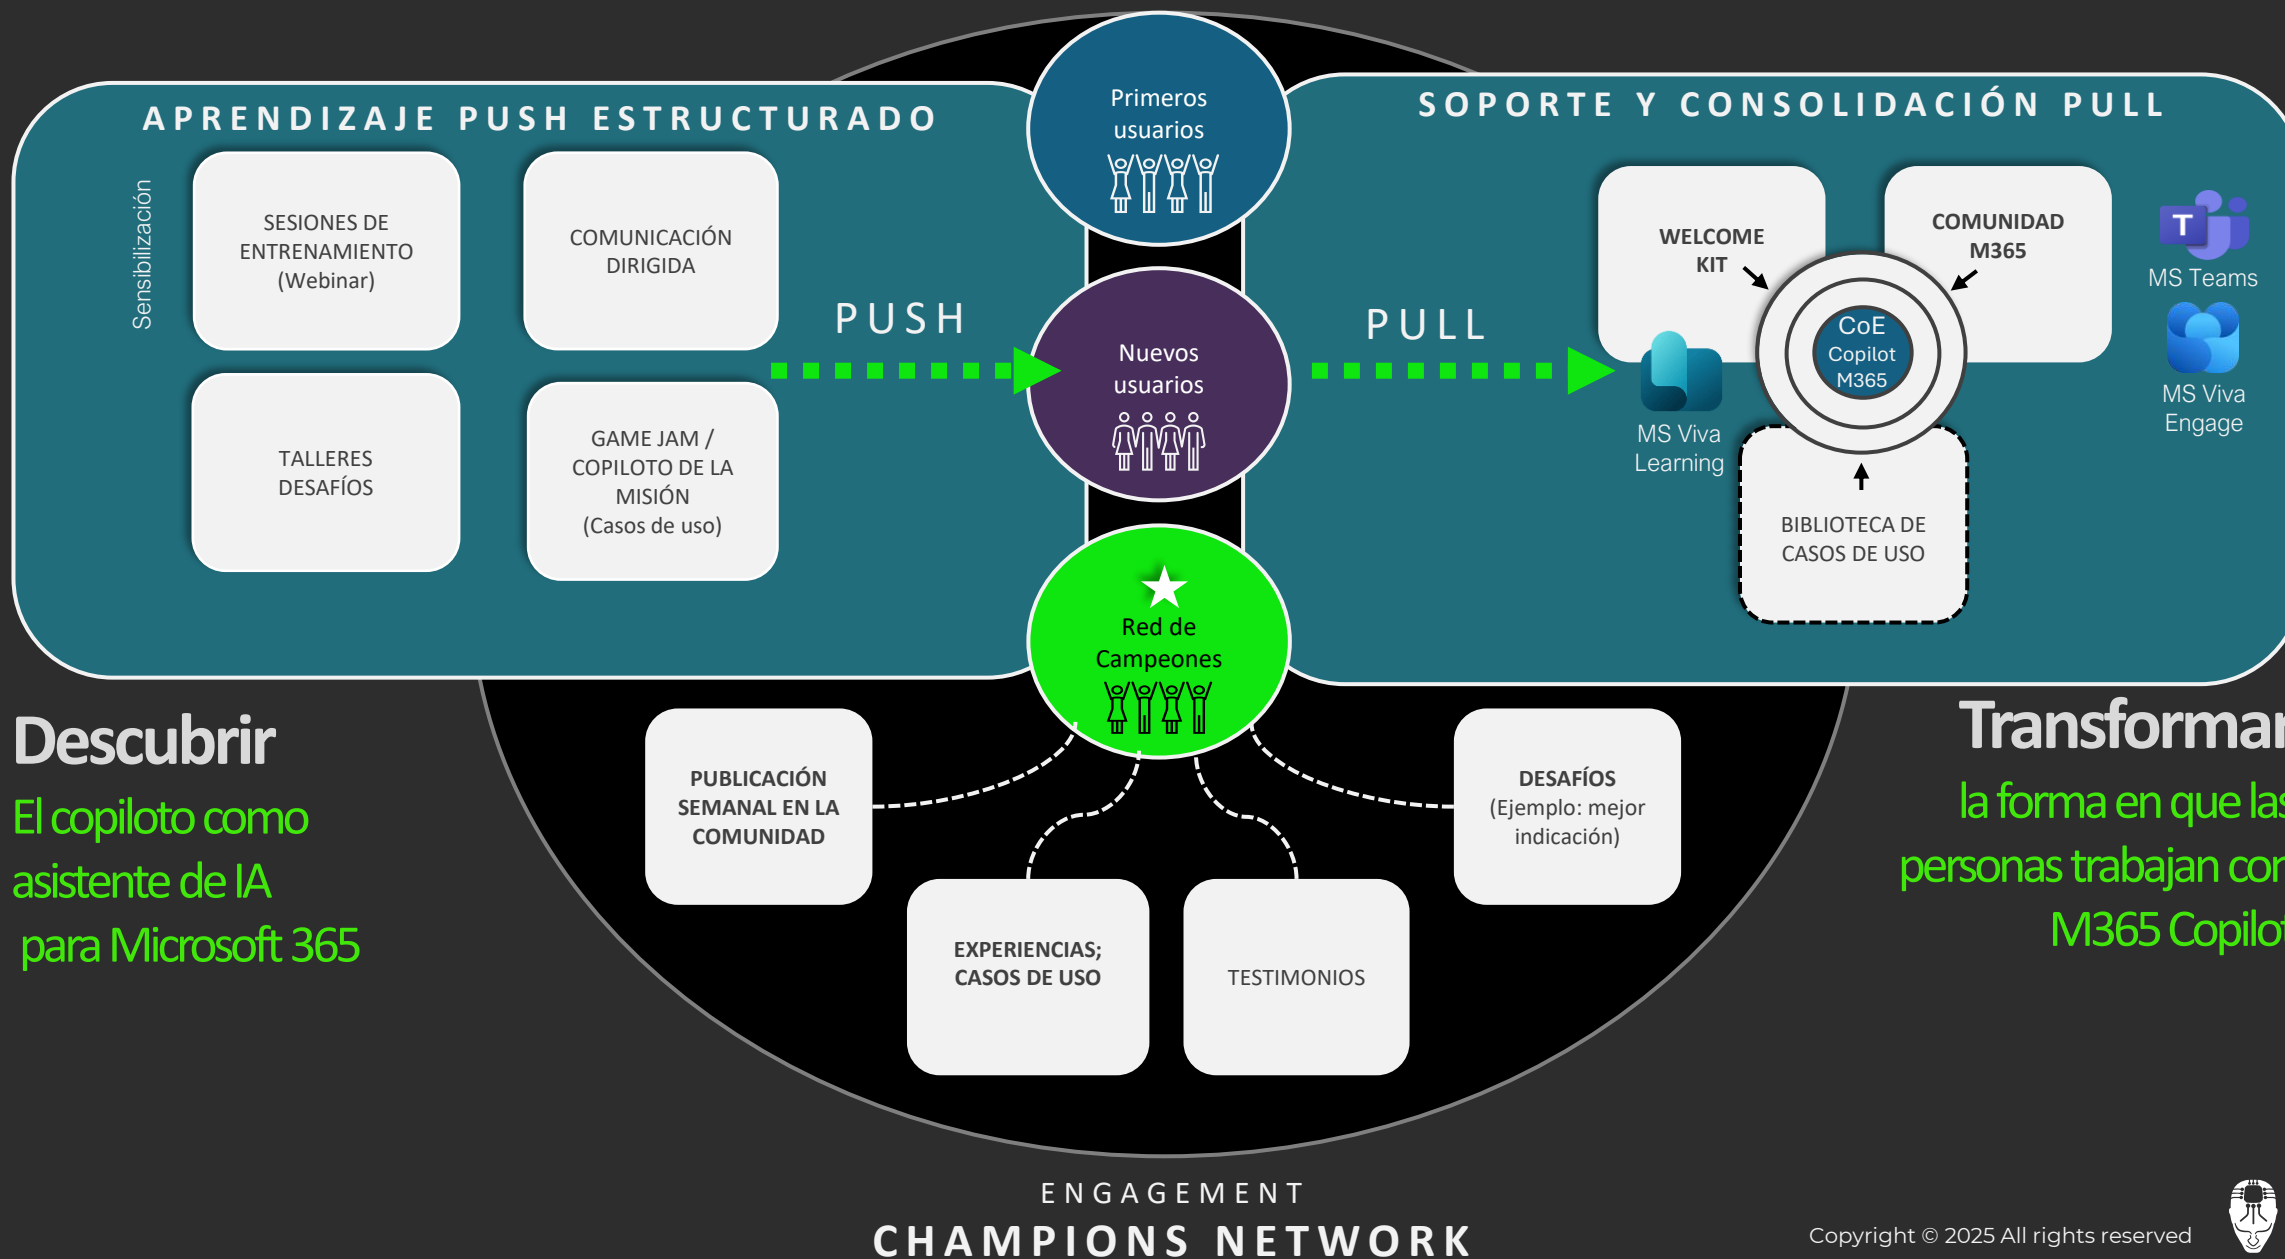 APRENDIZAJE PUSH ESTRUCTURADO
Sensibilización
SESIONES DE
ENTRENAMIENTO
(Webinar)
COMUNICACIÓN
DIRIGIDA
TALLERES
DESAFÍOS
GAME JAM /
COPILOTO DE LA
MISIÓN
(Casos de uso)
PUSH
Primeros
usuarios
Nuevos
usuarios
Red de
Campeones
SOPORTE Y CONSOLIDACIÓN PULL
PULL
WELCOME
KIT
COMUNIDAD
M365
CoE
Copilot
M365
BIBLIOTECA DE
CASOS DE USO
MS Viva
Learning
T
MS Teams
MS Viva
Engage
Descubrir
El copiloto como
asistente de IA
para Microsoft 365
PUBLICACIÓN
SEMANAL EN LA
COMUNIDAD
EXPERIENCIAS;
CASOS DE USO
TESTIMONIOS
DESAFÍOS
(Ejemplo: mejor
indicación)
Transformar
la forma en que las
personas trabajan con
M365 Copilot
ENGAGEMENT
CHAMPIONS NETWORK
Copyright © 2025 All rights reserved